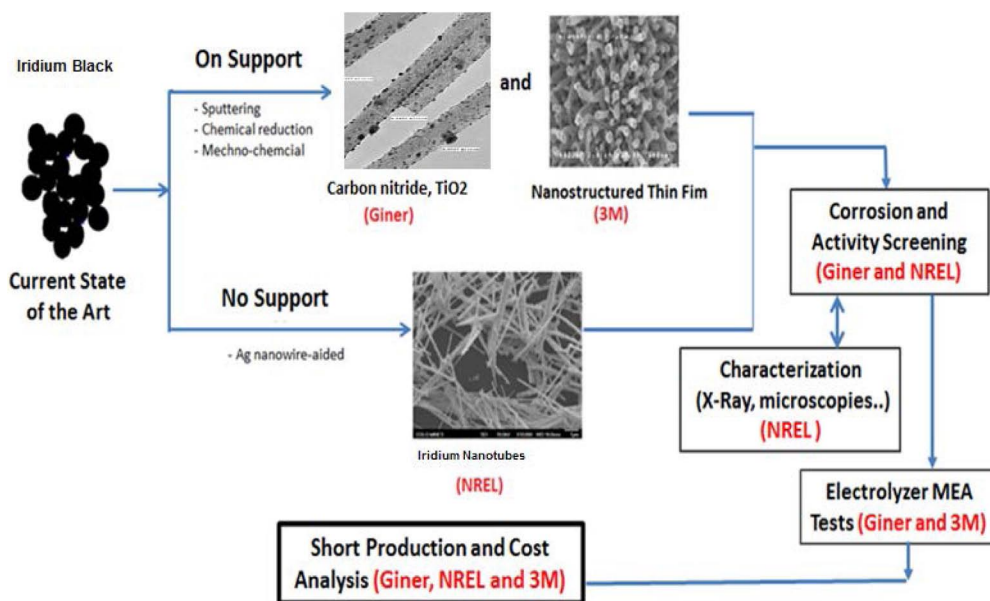 Iridium Black
Current State
of the Art
On Support
- Sputtering
- Chemical reduction
- Mechno-chemcial
Carbon nitride, TiO2
(Giner)
and
Nanostructured Thin Fim
(3M)
No Support
- Ag nanowire-aided
Iridium Nanotubes
(NREL)
Corrosion and
Activity Screening
(Giner and NREL)
Characterization
(X-Ray, microscopies..)
(NREL )
Electrolyzer MEA
Tests (Giner and 3M)
Short Production and Cost
Analysis (Giner, NREL and 3M)